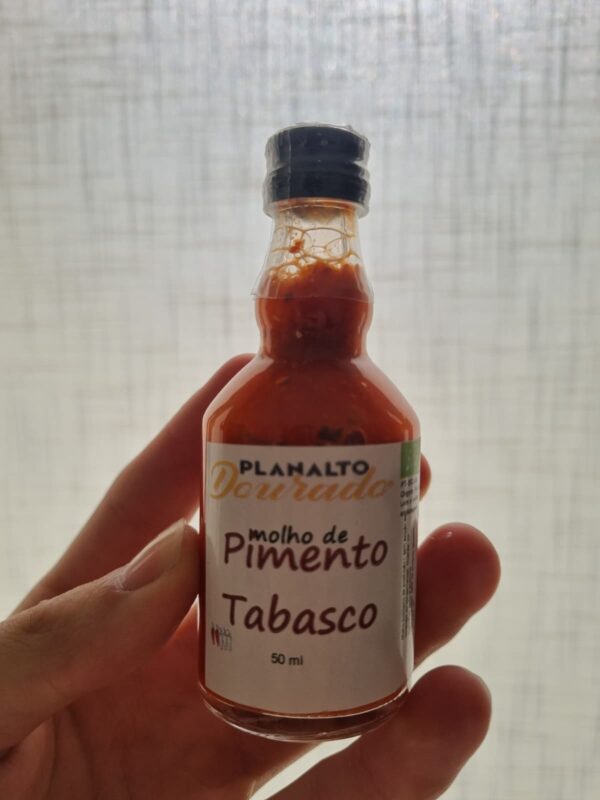 PLANALTO
Dourado
molho de
Pimento
Tabasco
50 ml